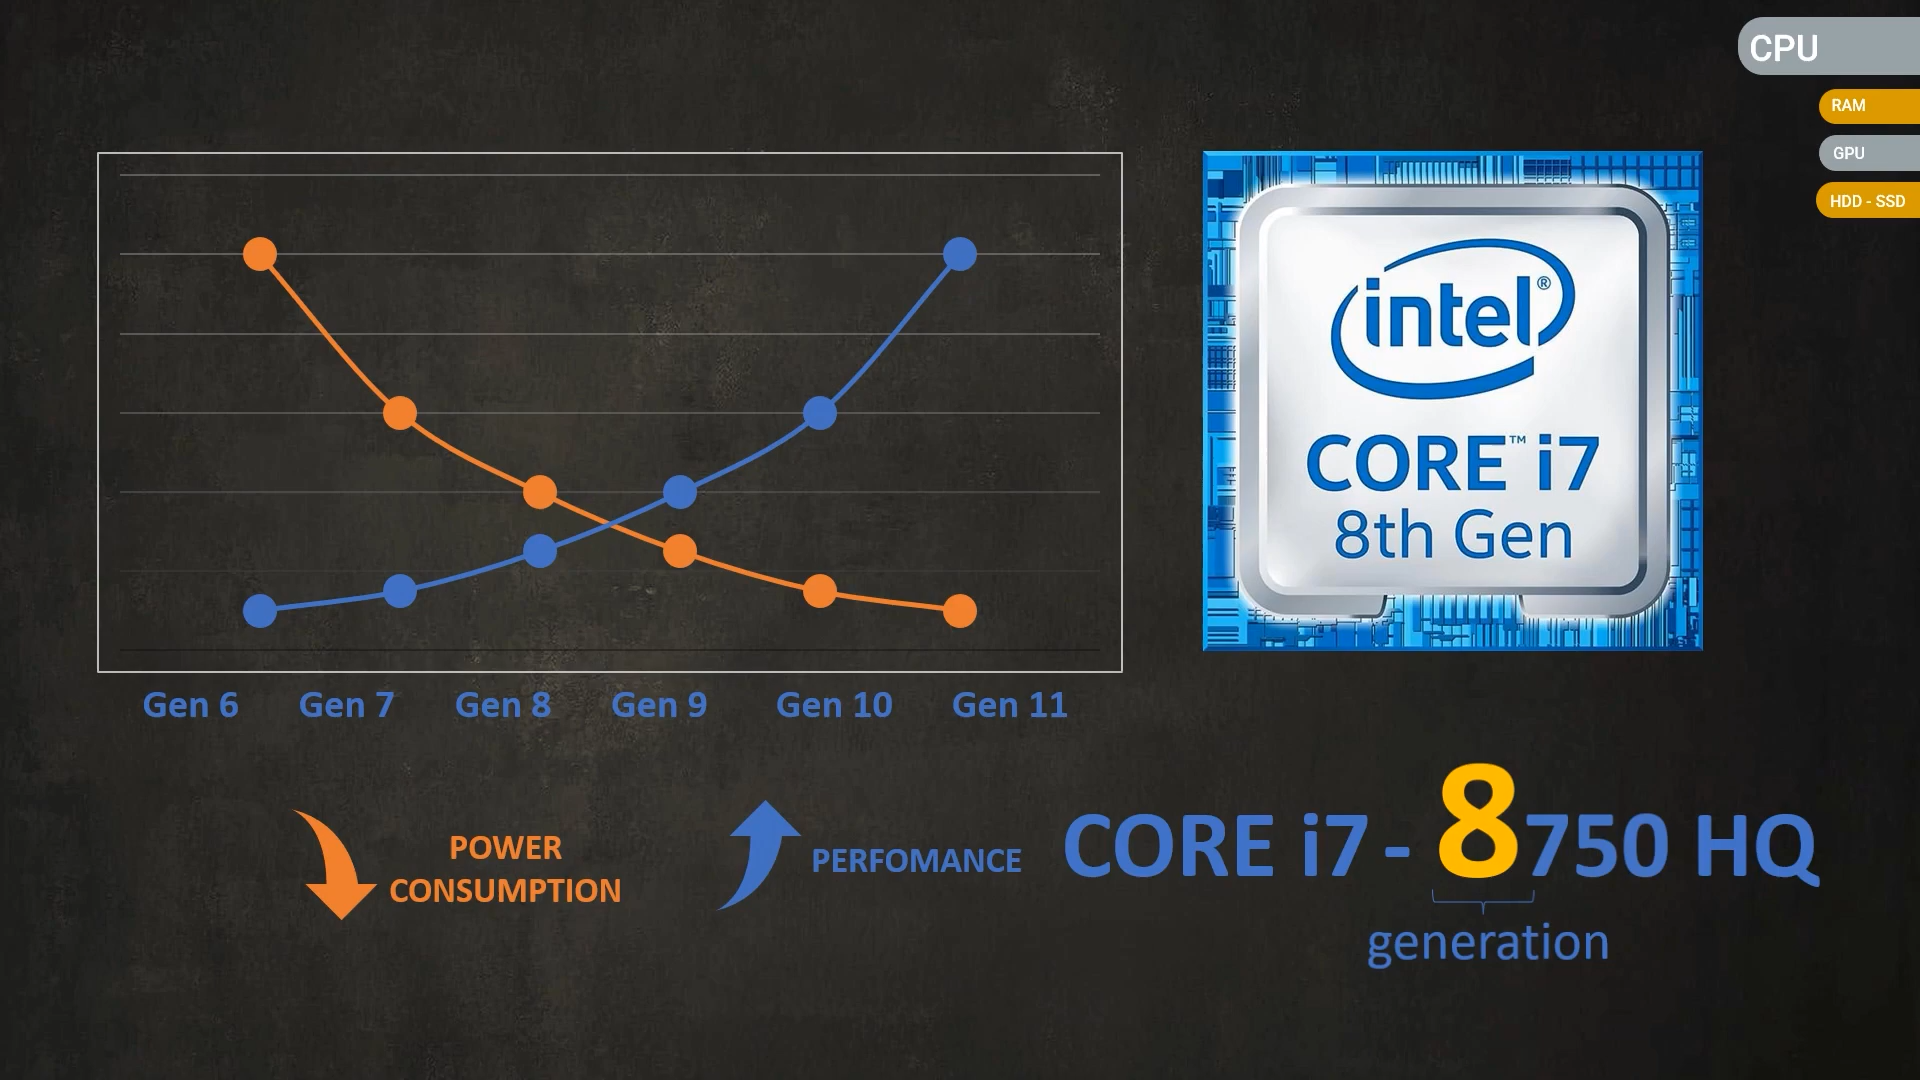 CPU
RAM
GPU
HDD - SSD
intel®
CORE™ i7
8th Gen
Gen 6 Gen 7 Gen 8 Gen 9 Gen 10 Gen 11
POWER
CONSUMPTION
PERFOMANCE
CORE i7 - 8750 HQ
generation